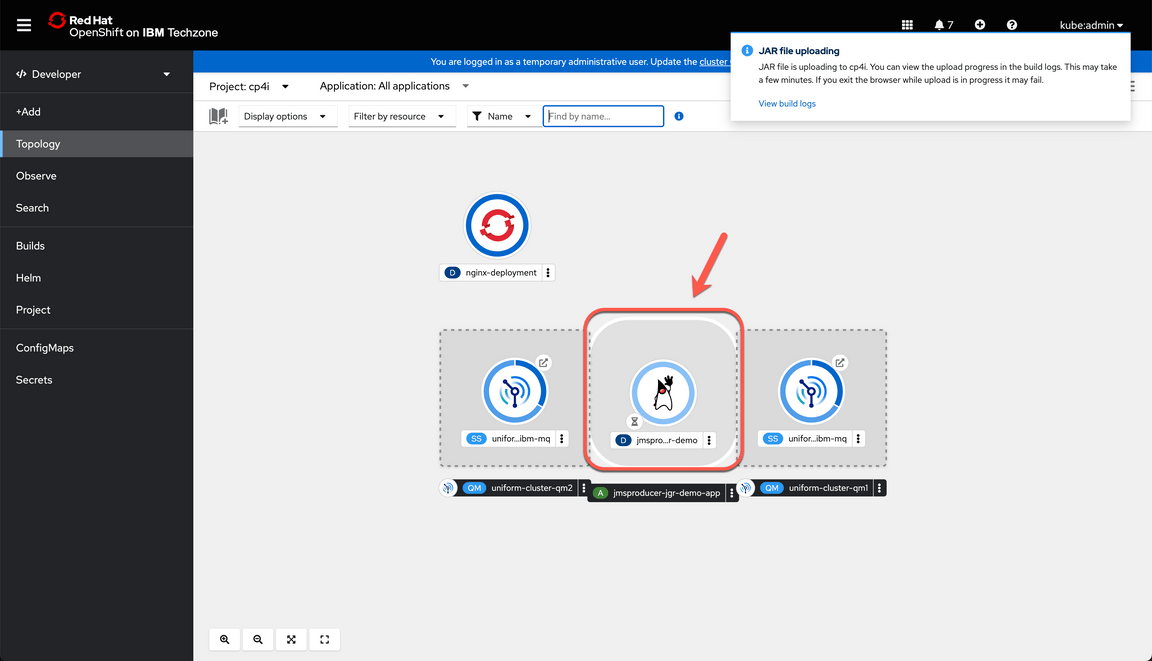 Red Hat
OpenShift on IBM Techzone
7
kube:admin
</> Developer
+Add
Topology
Observe
Search
Builds
Helm
Project
ConfigMaps
Secrets
You are logged in as a temporary administrative user. Update the cluster
JAR file uploading
JAR file is uploading to cp4i. You can view the upload progress in the build logs. This may take
a few minutes. If you exit the browser while upload is in progress it may fail.
View build logs
Project: cp4i
Application: All applications
Display options
Filter by resource
Name
Find by name...
D nginx-deployment
SS unifor...ibm-mq
D jmspro...r-demo
SS unifor...ibm-mq
QM uniform-cluster-qm2
A jmsproducer-jgr-demo-app
QM uniform-cluster-qm1